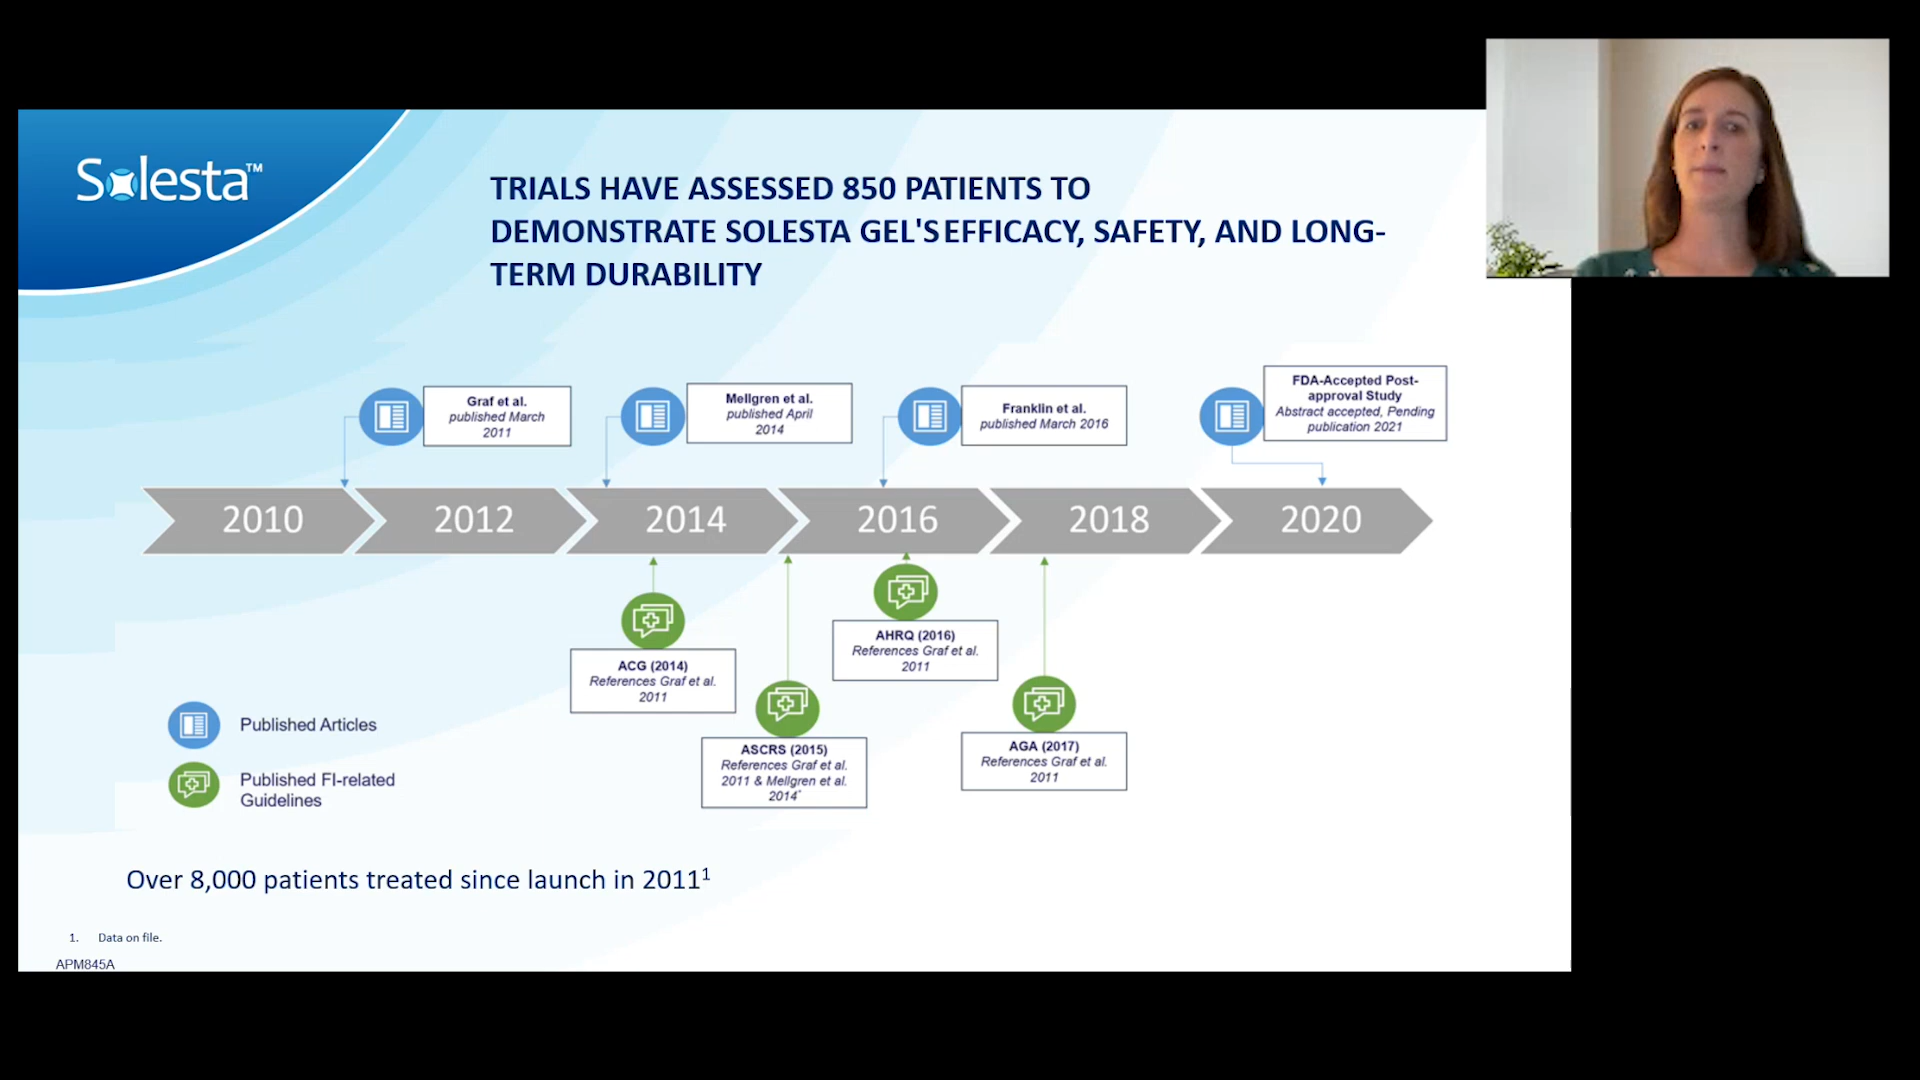 Solesta™
TRIALS HAVE ASSESSED 850 PATIENTS TO
DEMONSTRATE SOLESTA GEL'S EFFICACY, SAFETY, AND LONG-
TERM DURABILITY
Graf et al.
published March
2011
Mellgren et al.
published April
2014
Franklin et al.
published March 2016
FDA-Accepted Post-
approval Study
Abstract accepted, Pending
publication 2021
2010
2012
2014
2016
2018
2020
ACG (2014)
References Graf et al.
2011
ASCRS (2015)
References Graf et al.
2011 & Mellgren et al.
2014*
AHRQ (2016)
References Graf et al.
2011
AGA (2017)
References Graf et al.
2011
Published Articles
Published FI-related
Guidelines
Over 8,000 patients treated since launch in 2011¹
1. Data on file.
APM845A